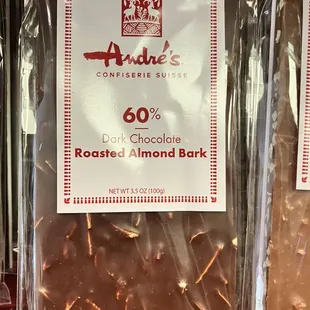 André's
CONFISERIE SUISSE
60%
Dark Chocolate
Roasted Almond Bark
NET WT 3.5 OZ (100g)